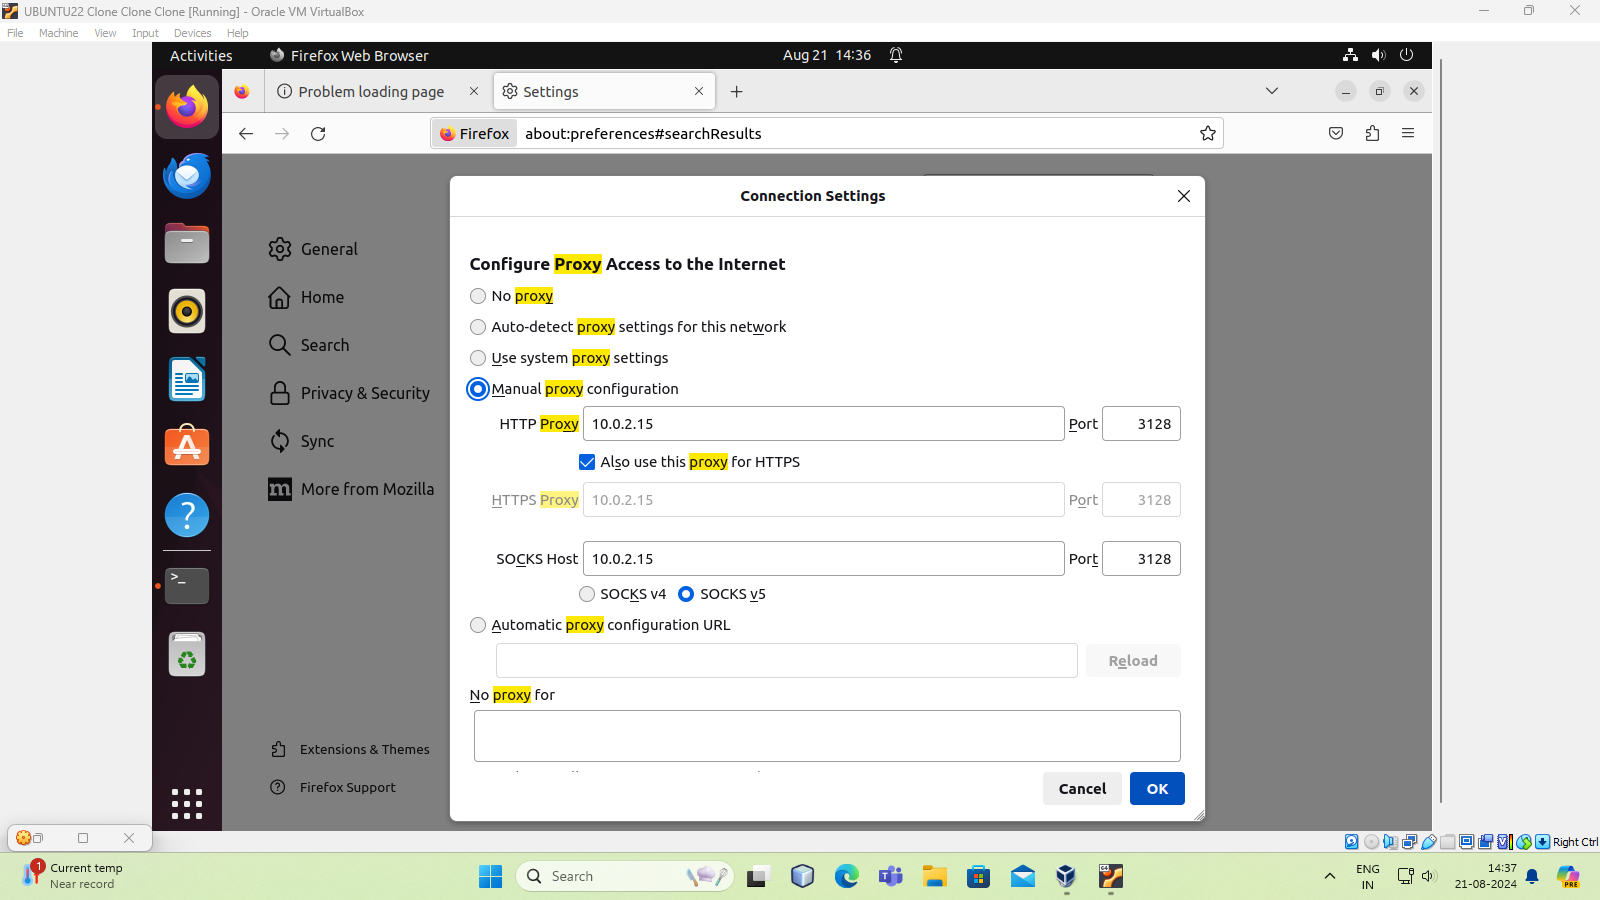 UBUNTU22 Clone Clone Clone [Running] - Oracle VM VirtualBox
File Machine View Input Devices Help
Activities Firefox Web Browser Aug 21 14:36
Problem loading page Settings
Firefox about:preferences#searchResults
Connection Settings
General
Home
Search
Privacy & Security
Sync
More from Mozilla
Extensions & Themes
Firefox Support
Configure Proxy Access to the Internet
No proxy
Auto-detect proxy settings for this network
Use system proxy settings
Manual proxy configuration
HTTP Proxy 10.0.2.15 Port 3128
Also use this proxy for HTTPS
HTTPS Proxy 10.0.2.15 Port 3128
SOCKS Host 10.0.2.15 Port 3128
SOCKS v4 SOCKS v5
Automatic proxy configuration URL
Reload
No proxy for
Cancel OK
Right Ctrl
1 Current temp
Near record
Search
ENG
IN
14:37
21-08-2024
PRE